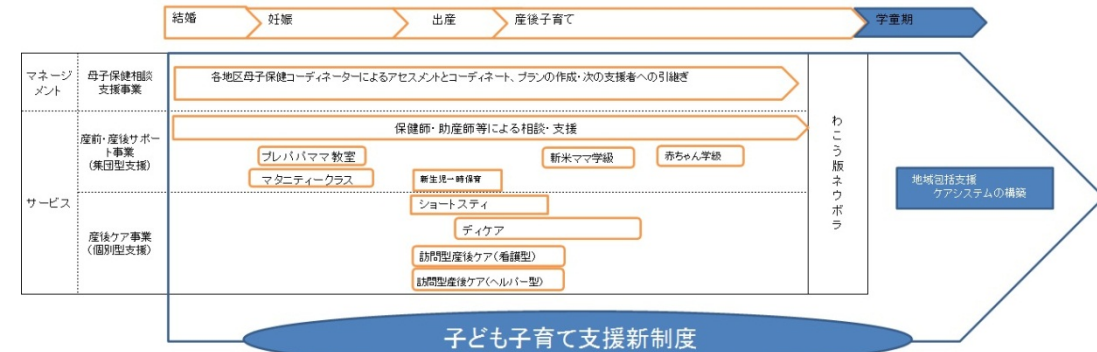 結婚
妊娠
出産
産後子育て
学童期
マネージ
メント
母子保健相談
支援事業
各地区母子保健コーディネーターによるアセスメントとコーディネート、プランの作成・次の支援者への引継ぎ
サービス
産前・産後サポー
ト事業
(集団型支援)
保健師・助産師等による相談・支援
プレパパママ教室
新米ママ学級
赤ちゃん学級
マタニティークラス
新生児一時保育
産後ケア事業
(個別型支援)
ショートスティ
ディケア
訪問型産後ケア(看護型)
訪問型産後ケア(ヘルパー型)
わこう版ネウボラ
地域包括支援
ケアシステムの構築
子ども子育て支援新制度